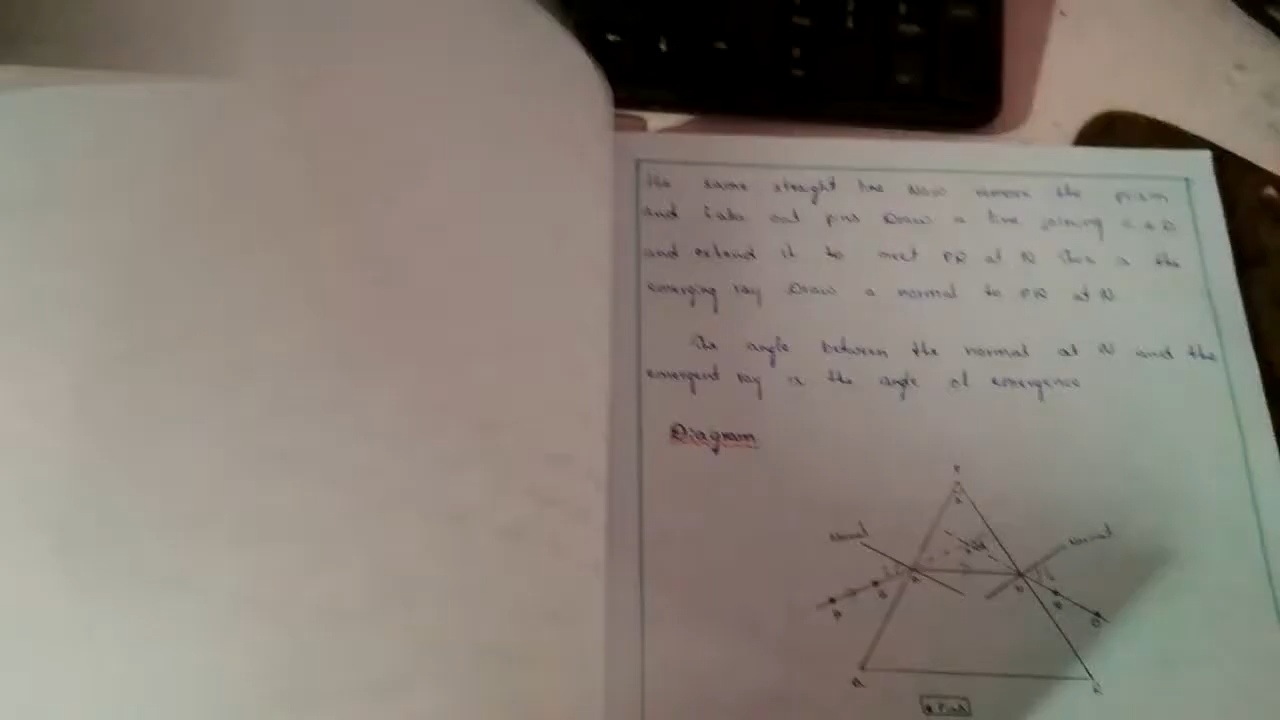 the same straight line Now remove the prism
and take out pins Draw a line joining C & D
and extend it to meet PR at N This is the
emerging ray Draw a normal to PR at N
The angle between the normal at N and the
emergent ray is the angle of emergence
Diagram
P
Normal
Normal
Q
R